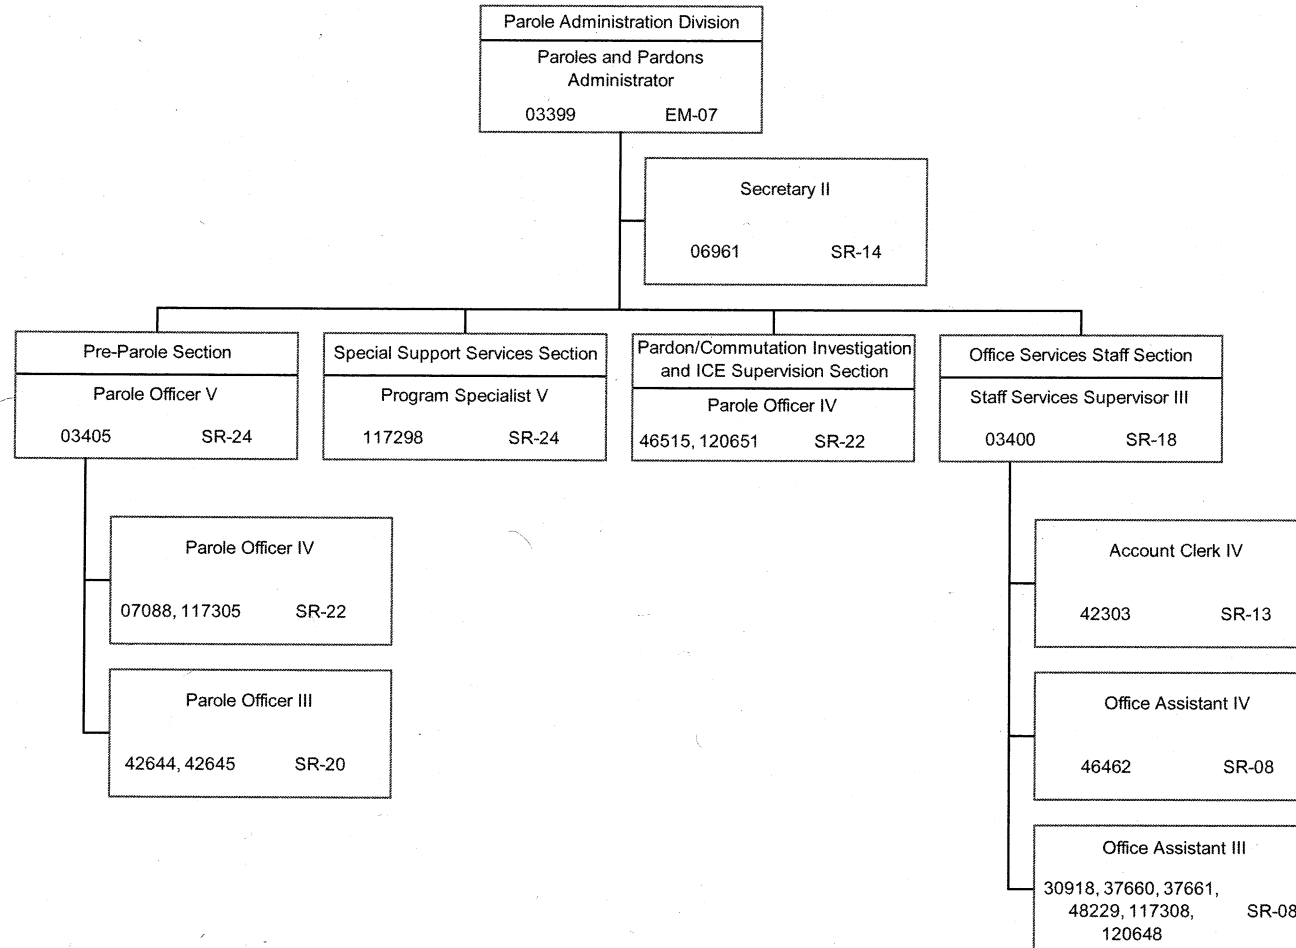 Parole Administration Division
Paroles and Pardons
Administrator
03399 EM-07
Secretary II
06961 SR-14
Pre-Parole Section
Parole Officer V
03405 SR-24
Special Support Services Section
Program Specialist V
117298 SR-24
Pardon/Commutation Investigation
and ICE Supervision Section
Parole Officer IV
46515, 120651 SR-22
Office Services Staff Section
Staff Services Supervisor III
03400 SR-18
Parole Officer IV
07088, 117305 SR-22
Parole Officer III
42644, 42645 SR-20
Account Clerk IV
42303 SR-13
Office Assistant IV
46462 SR-08
Office Assistant III
30918, 37660, 37661,
48229, 117308, SR-08
120648